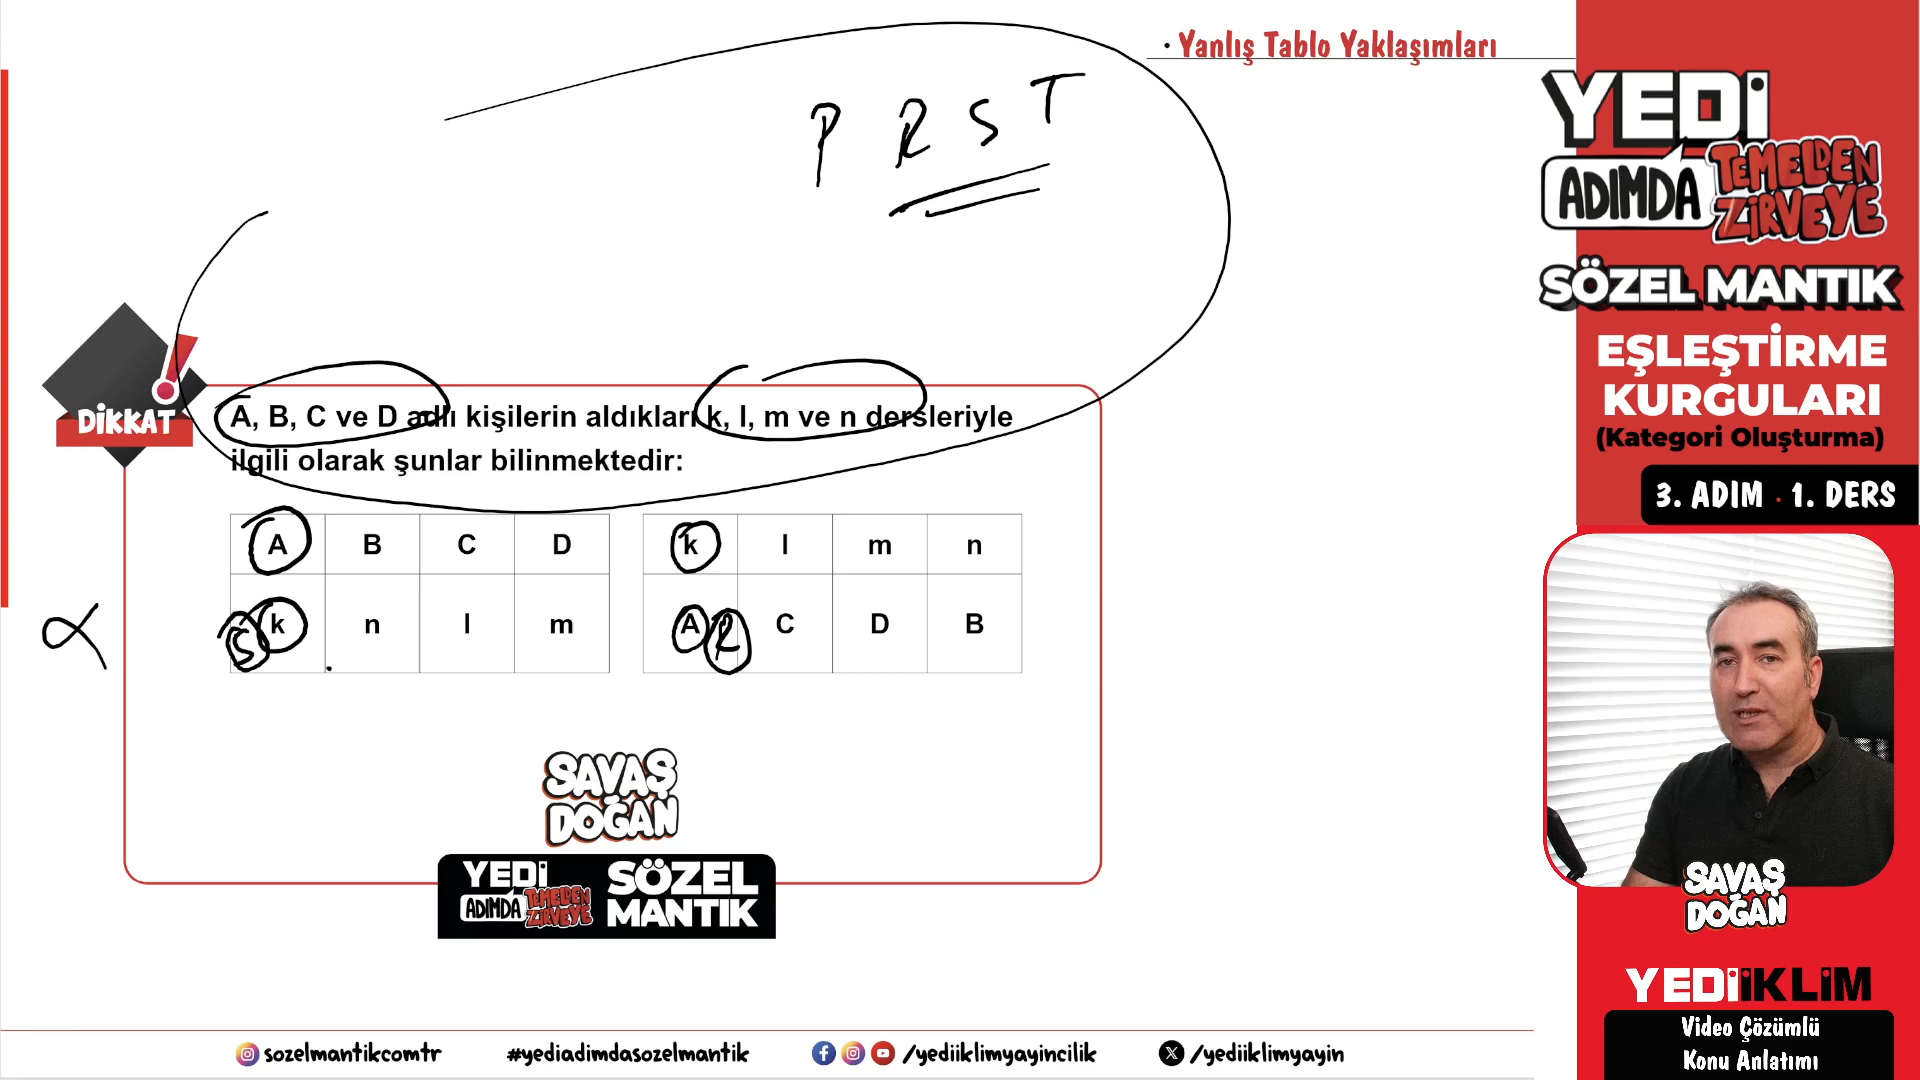 · Yanlış Tablo Yaklaşımları
P R S T
DİKKAT
A, B, C ve D adlı kişilerin aldıkları k, l, m ve n dersleriyle
ilgili olarak şunlar bilinmektedir:
A B C D
S k n l m
k l m n
A R C D B
SAVAŞ
DOĞAN
YEDİ
ADIMDA
TEMELDEN
ZİRVEYE
SÖZEL
MANTIK
YEDİ
ADIMDA
TEMELDEN
ZİRVEYE
SÖZEL MANTIK
EŞLEŞTİRME
KURGULARI
(Kategori Oluşturma)
3. ADIM · 1. DERS
SAVAŞ
DOĞAN
YEDİİKLİM
Video Çözümlü
Konu Anlatımı
sozelmantikcomtr
#yediadimdasozelmantik
/yediiklimyayincilik
/yediiklimyayin